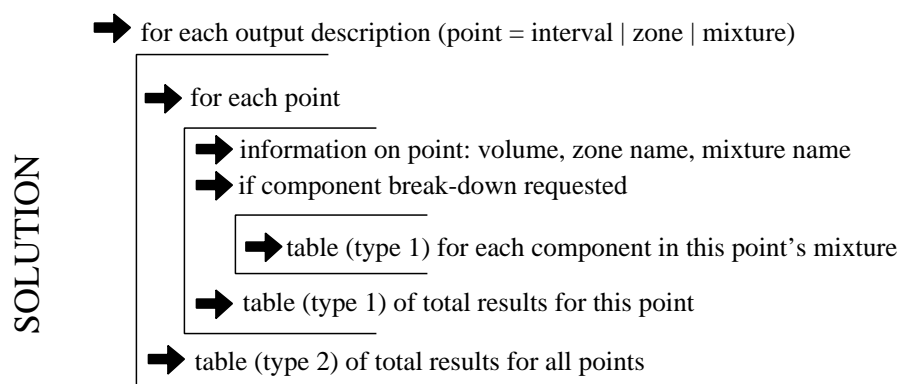 SOLUTION
for each output description (point = interval | zone | mixture)
for each point
information on point: volume, zone name, mixture name
if component break-down requested
table (type 1) for each component in this point's mixture
table (type 1) of total results for this point
table (type 2) of total results for all points